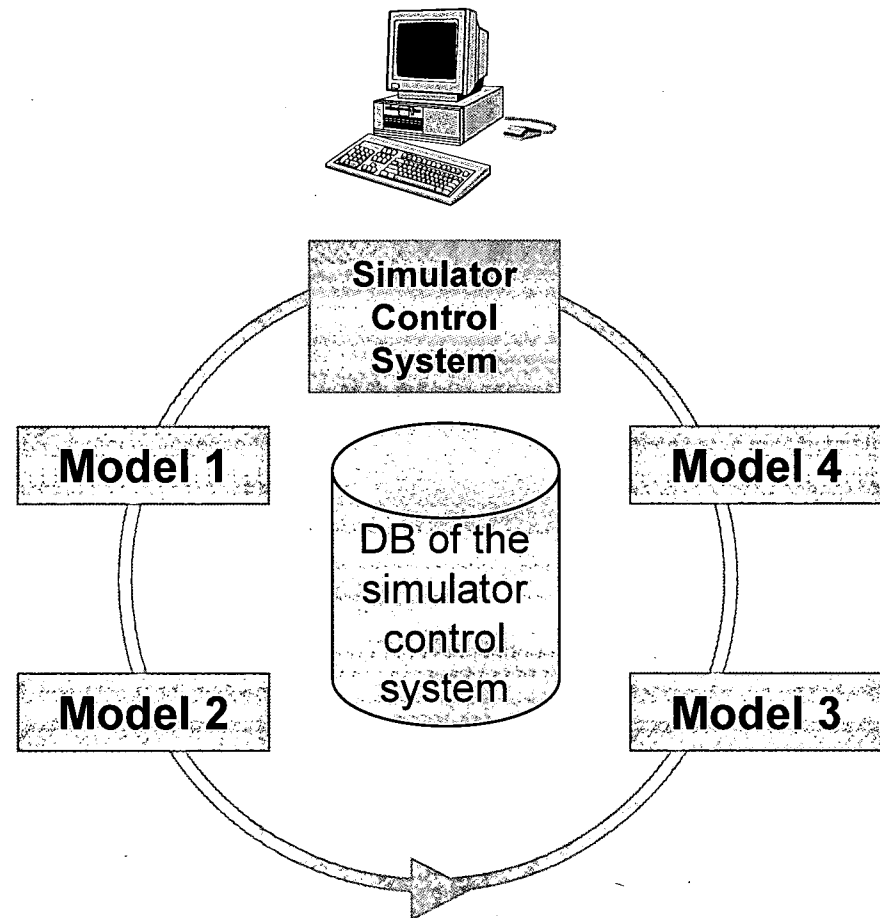 Simulator
Control
System
Model 1
Model 4
DB of the
simulator
control
system
Model 2
Model 3